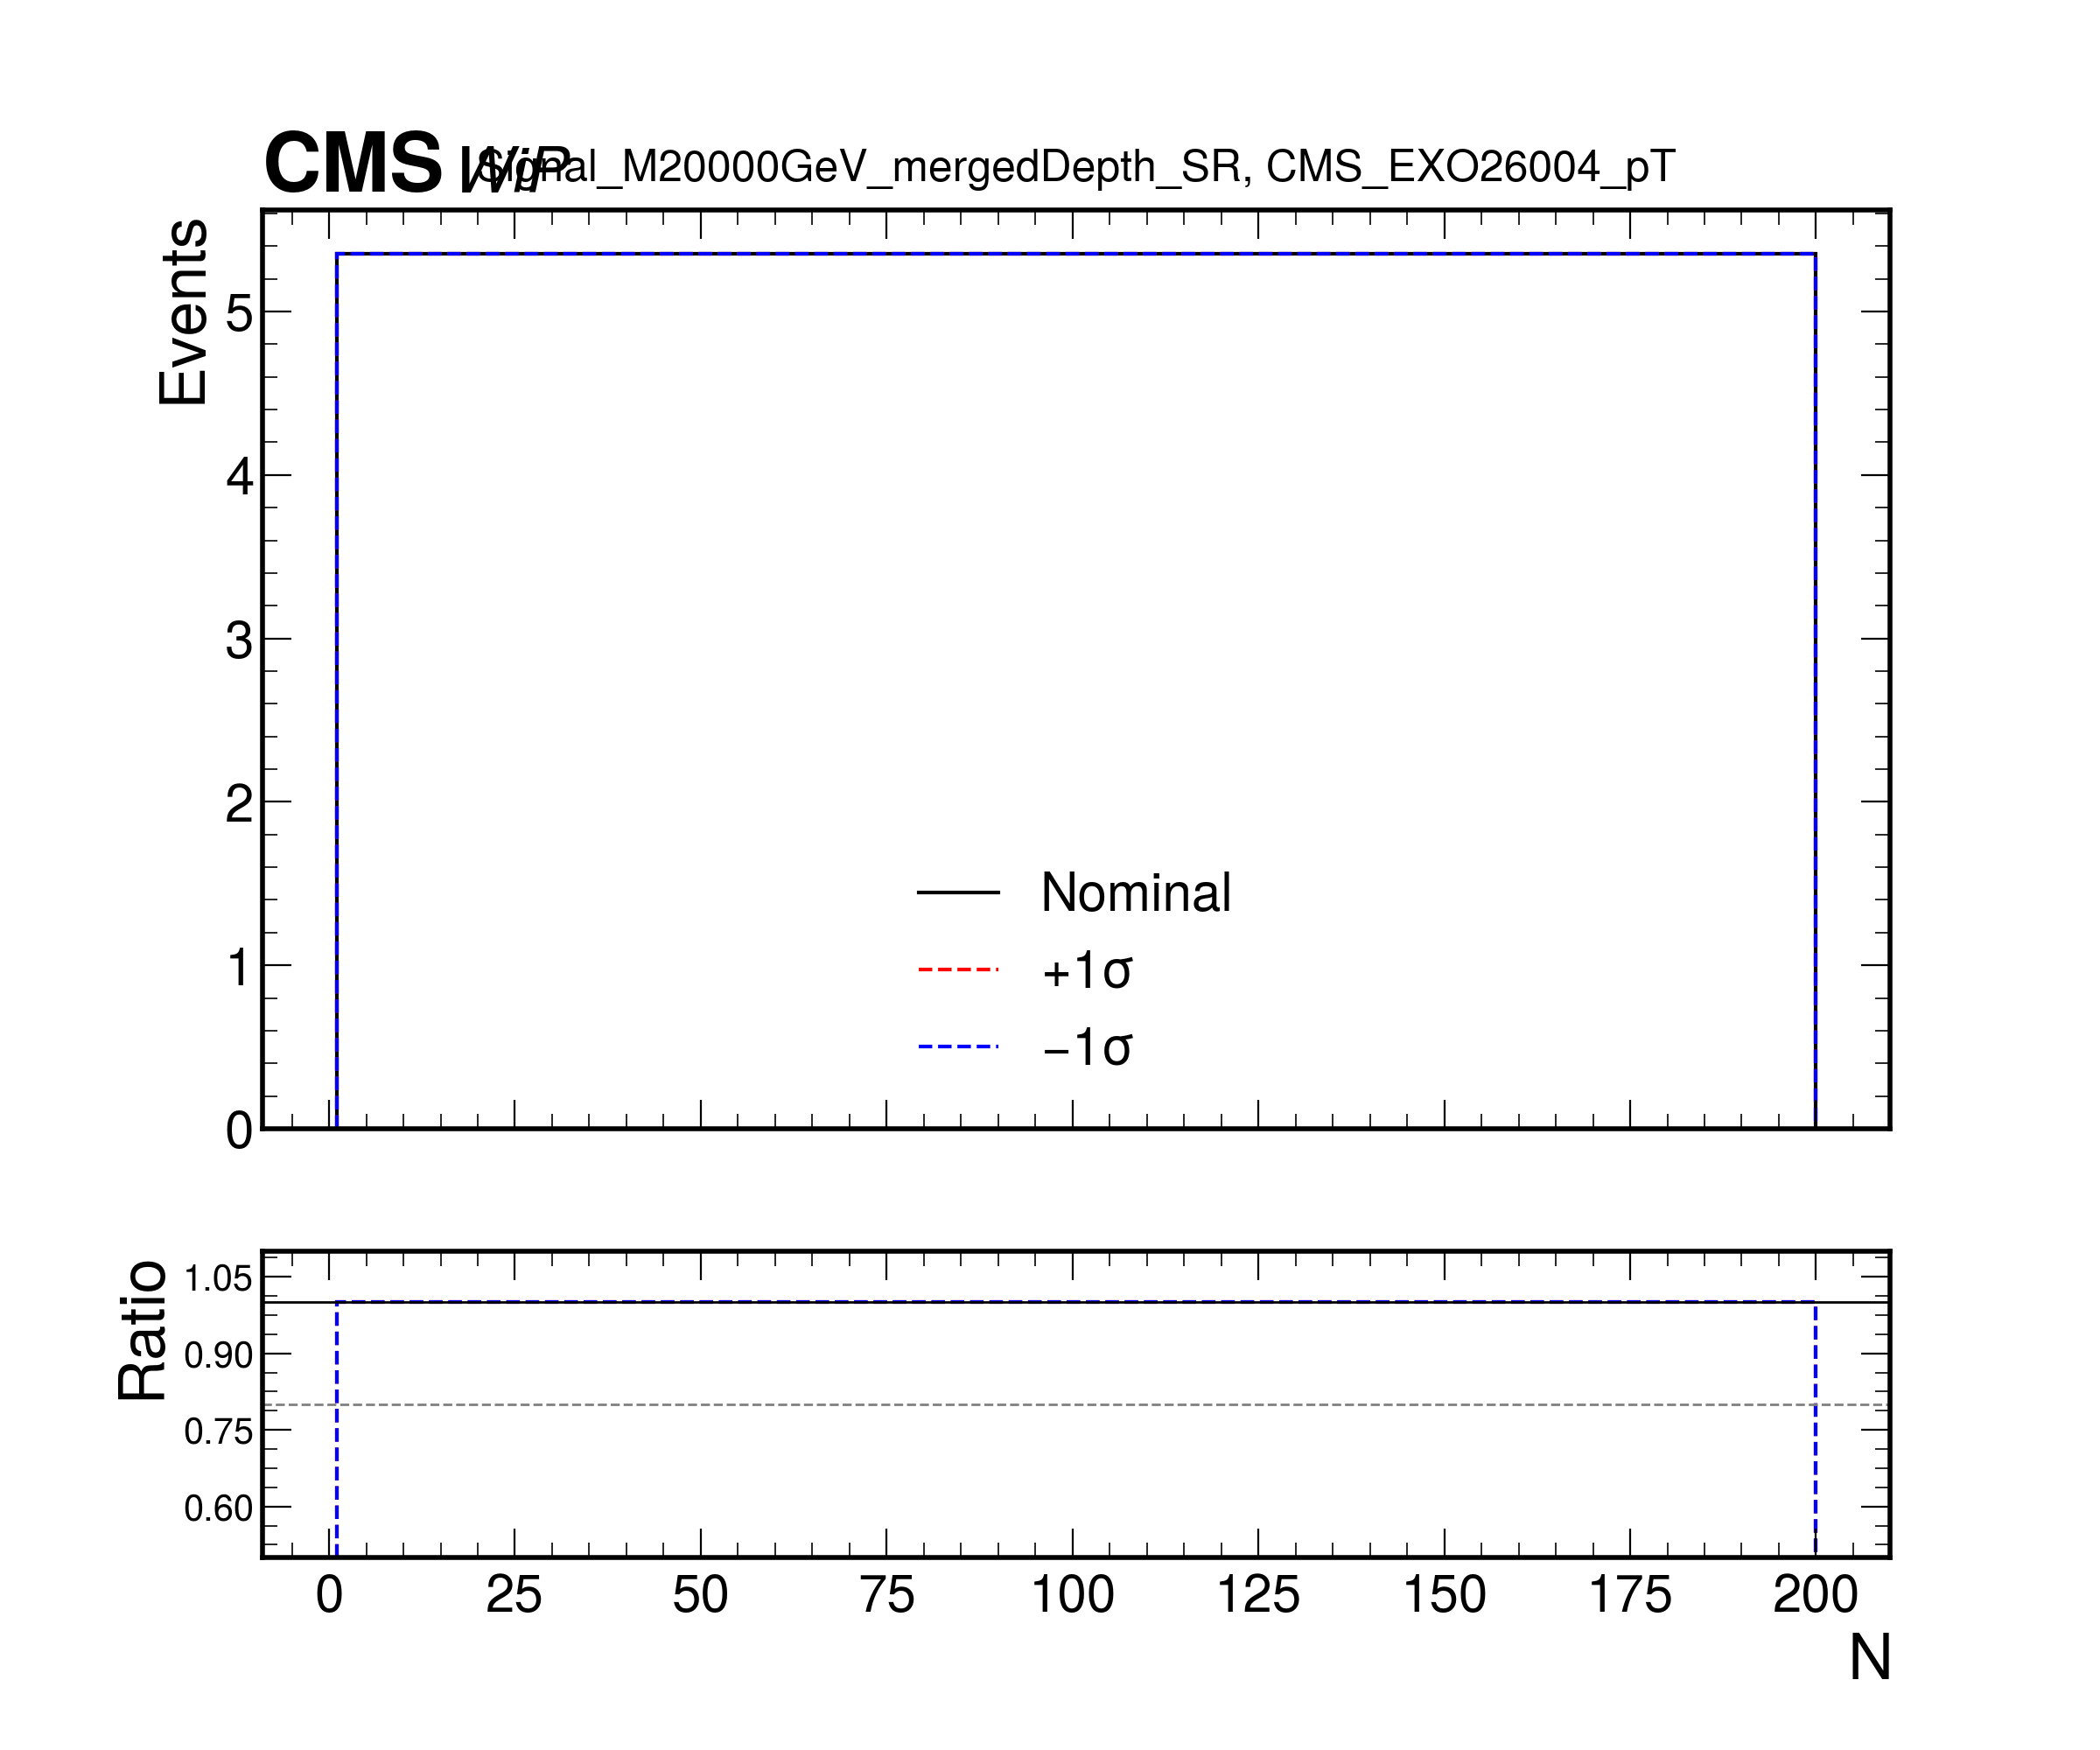 CMS WiP Signal_M20000GeV_mergedDepth_SR, CMS_EXO26004_pT
Events
5
4
3
2
1
0
Nominal
+1σ
−1σ
Ratio
1.05
0.90
0.75
0.60
0 25 50 75 100 125 150 175 200
N